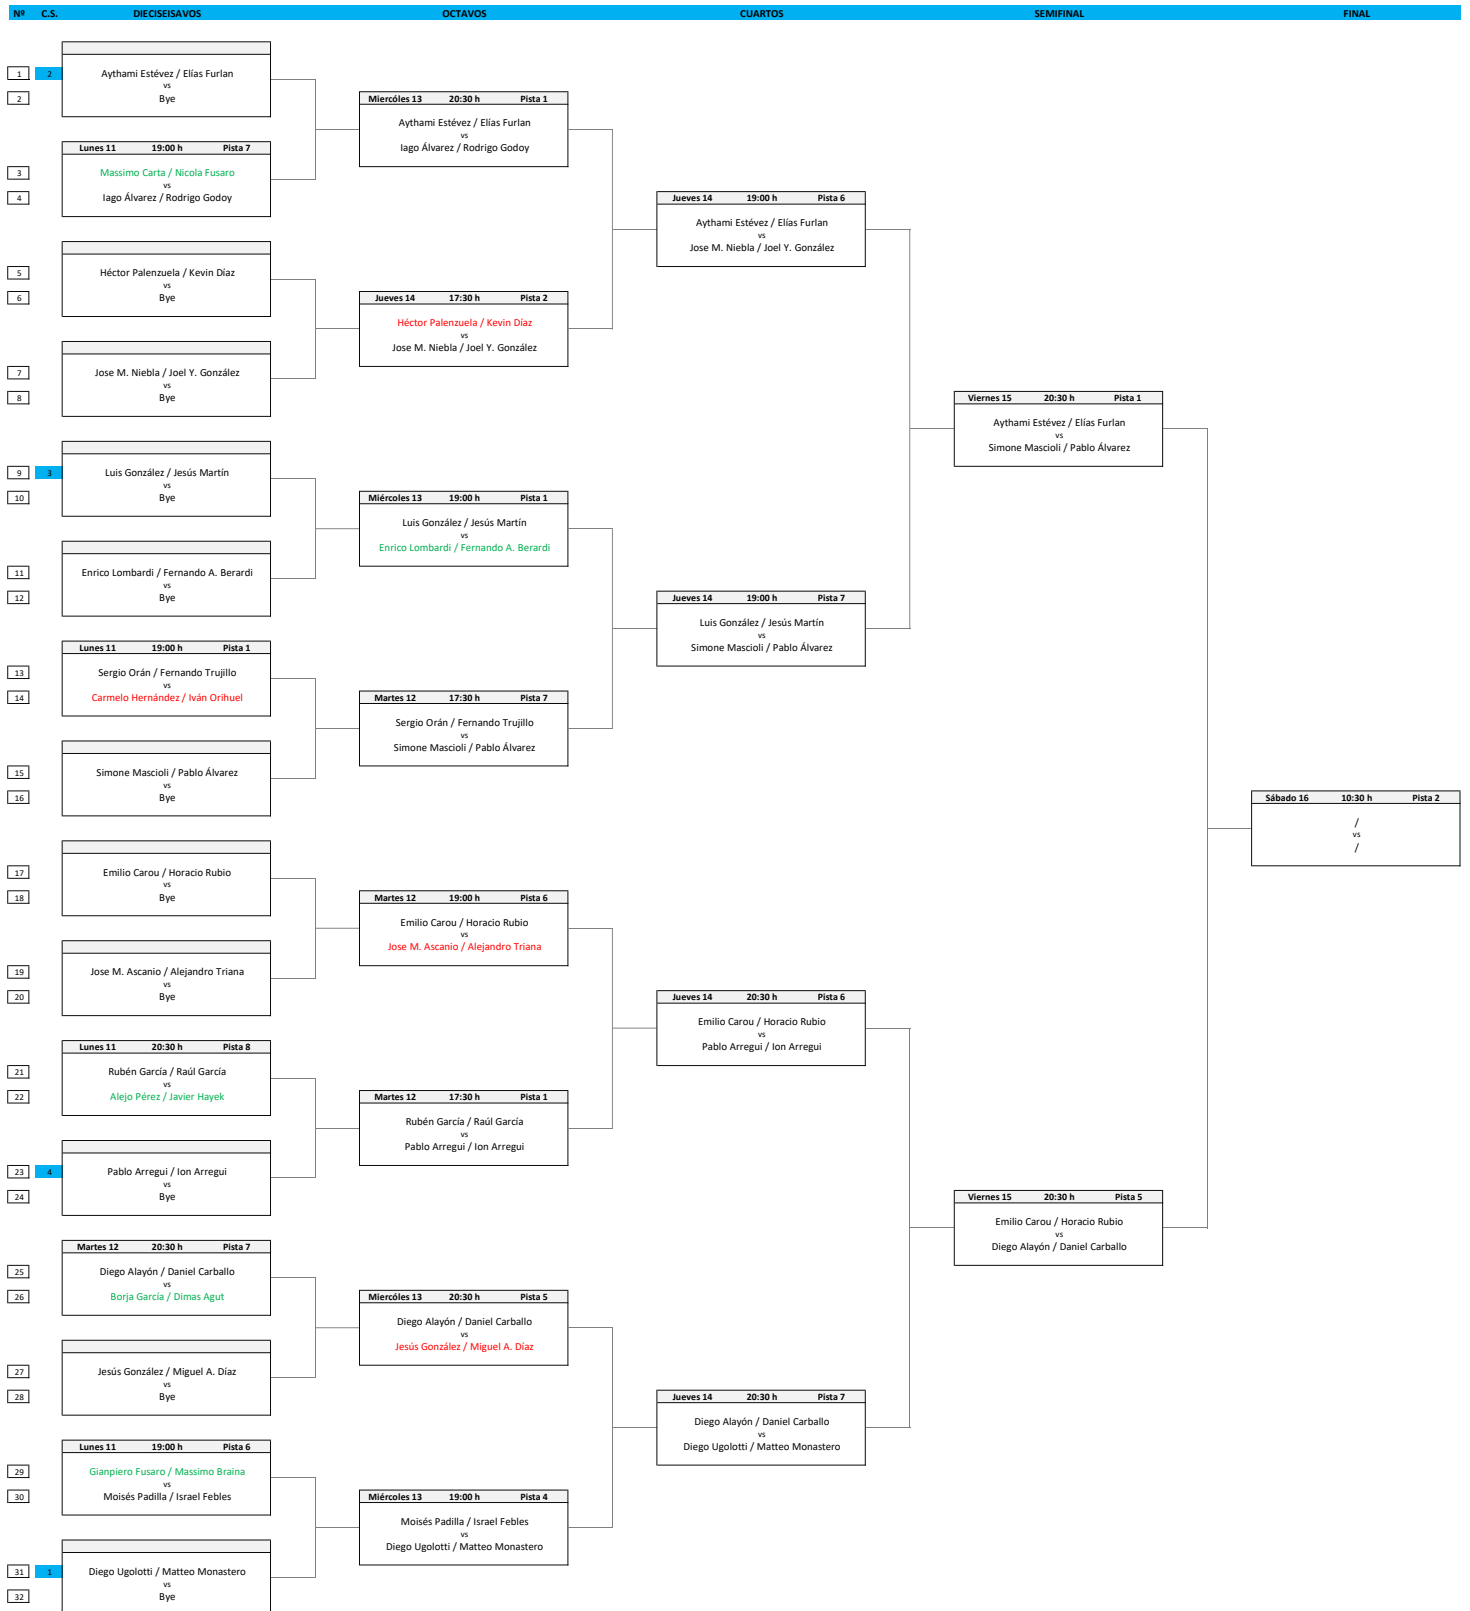 Nº C.S. DIECISEISAVOS OCTAVOS CUARTOS SEMIFINAL FINAL
1 2 Aythami Estévez / Elías Furlan
vs
2 Bye
Lunes 11 19:00 h Pista 7
3 Massimo Carta / Nicola Fusaro
vs
4 Iago Álvarez / Rodrigo Godoy
5 Héctor Palenzuela / Kevin Díaz
vs
6 Bye
7 Jose M. Niebla / Joel Y. González
vs
8 Bye
9 3 Luis González / Jesús Martín
vs
10 Bye
11 Enrico Lombardi / Fernando A. Berardi
vs
12 Bye
Lunes 11 19:00 h Pista 1
13 Sergio Orán / Fernando Trujillo
vs
14 Carmelo Hernández / Iván Orihuel
15 Simone Mascioli / Pablo Álvarez
vs
16 Bye
17 Emilio Carou / Horacio Rubio
vs
18 Bye
19 Jose M. Ascanio / Alejandro Triana
vs
20 Bye
Lunes 11 20:30 h Pista 8
21 Rubén García / Raúl García
vs
22 Alejo Pérez / Javier Hayek
23 4 Pablo Arregui / Ion Arregui
vs
24 Bye
Martes 12 20:30 h Pista 7
25 Diego Alayón / Daniel Carballo
vs
26 Borja García / Dimas Agut
27 Jesús González / Miguel A. Díaz
vs
28 Bye
Lunes 11 19:00 h Pista 6
29 Gianpiero Fusaro / Massimo Braina
vs
30 Moisés Padilla / Israel Febles
31 1 Diego Ugolotti / Matteo Monastero
vs
32 Bye
Miercóles 13 20:30 h Pista 1
Aythami Estévez / Elías Furlan
vs
Iago Álvarez / Rodrigo Godoy
Jueves 14 17:30 h Pista 2
Héctor Palenzuela / Kevin Díaz
vs
Jose M. Niebla / Joel Y. González
Miércoles 13 19:00 h Pista 1
Luis González / Jesús Martín
vs
Enrico Lombardi / Fernando A. Berardi
Martes 12 17:30 h Pista 7
Sergio Orán / Fernando Trujillo
vs
Simone Mascioli / Pablo Álvarez
Martes 12 19:00 h Pista 6
Emilio Carou / Horacio Rubio
vs
Jose M. Ascanio / Alejandro Triana
Martes 12 17:30 h Pista 1
Rubén García / Raúl García
vs
Pablo Arregui / Ion Arregui
Miercóles 13 20:30 h Pista 5
Diego Alayón / Daniel Carballo
vs
Jesús González / Miguel A. Díaz
Miércoles 13 19:00 h Pista 4
Moisés Padilla / Israel Febles
vs
Diego Ugolotti / Matteo Monastero
Jueves 14 19:00 h Pista 6
Aythami Estévez / Elías Furlan
vs
Jose M. Niebla / Joel Y. González
Jueves 14 19:00 h Pista 7
Luis González / Jesús Martín
vs
Simone Mascioli / Pablo Álvarez
Jueves 14 20:30 h Pista 6
Emilio Carou / Horacio Rubio
vs
Pablo Arregui / Ion Arregui
Jueves 14 20:30 h Pista 7
Diego Alayón / Daniel Carballo
vs
Diego Ugolotti / Matteo Monastero
Viernes 15 20:30 h Pista 1
Aythami Estévez / Elías Furlan
vs
Simone Mascioli / Pablo Álvarez
Viernes 15 20:30 h Pista 5
Emilio Carou / Horacio Rubio
vs
Diego Alayón / Daniel Carballo
Sábado 16 10:30 h Pista 2
/
vs
/